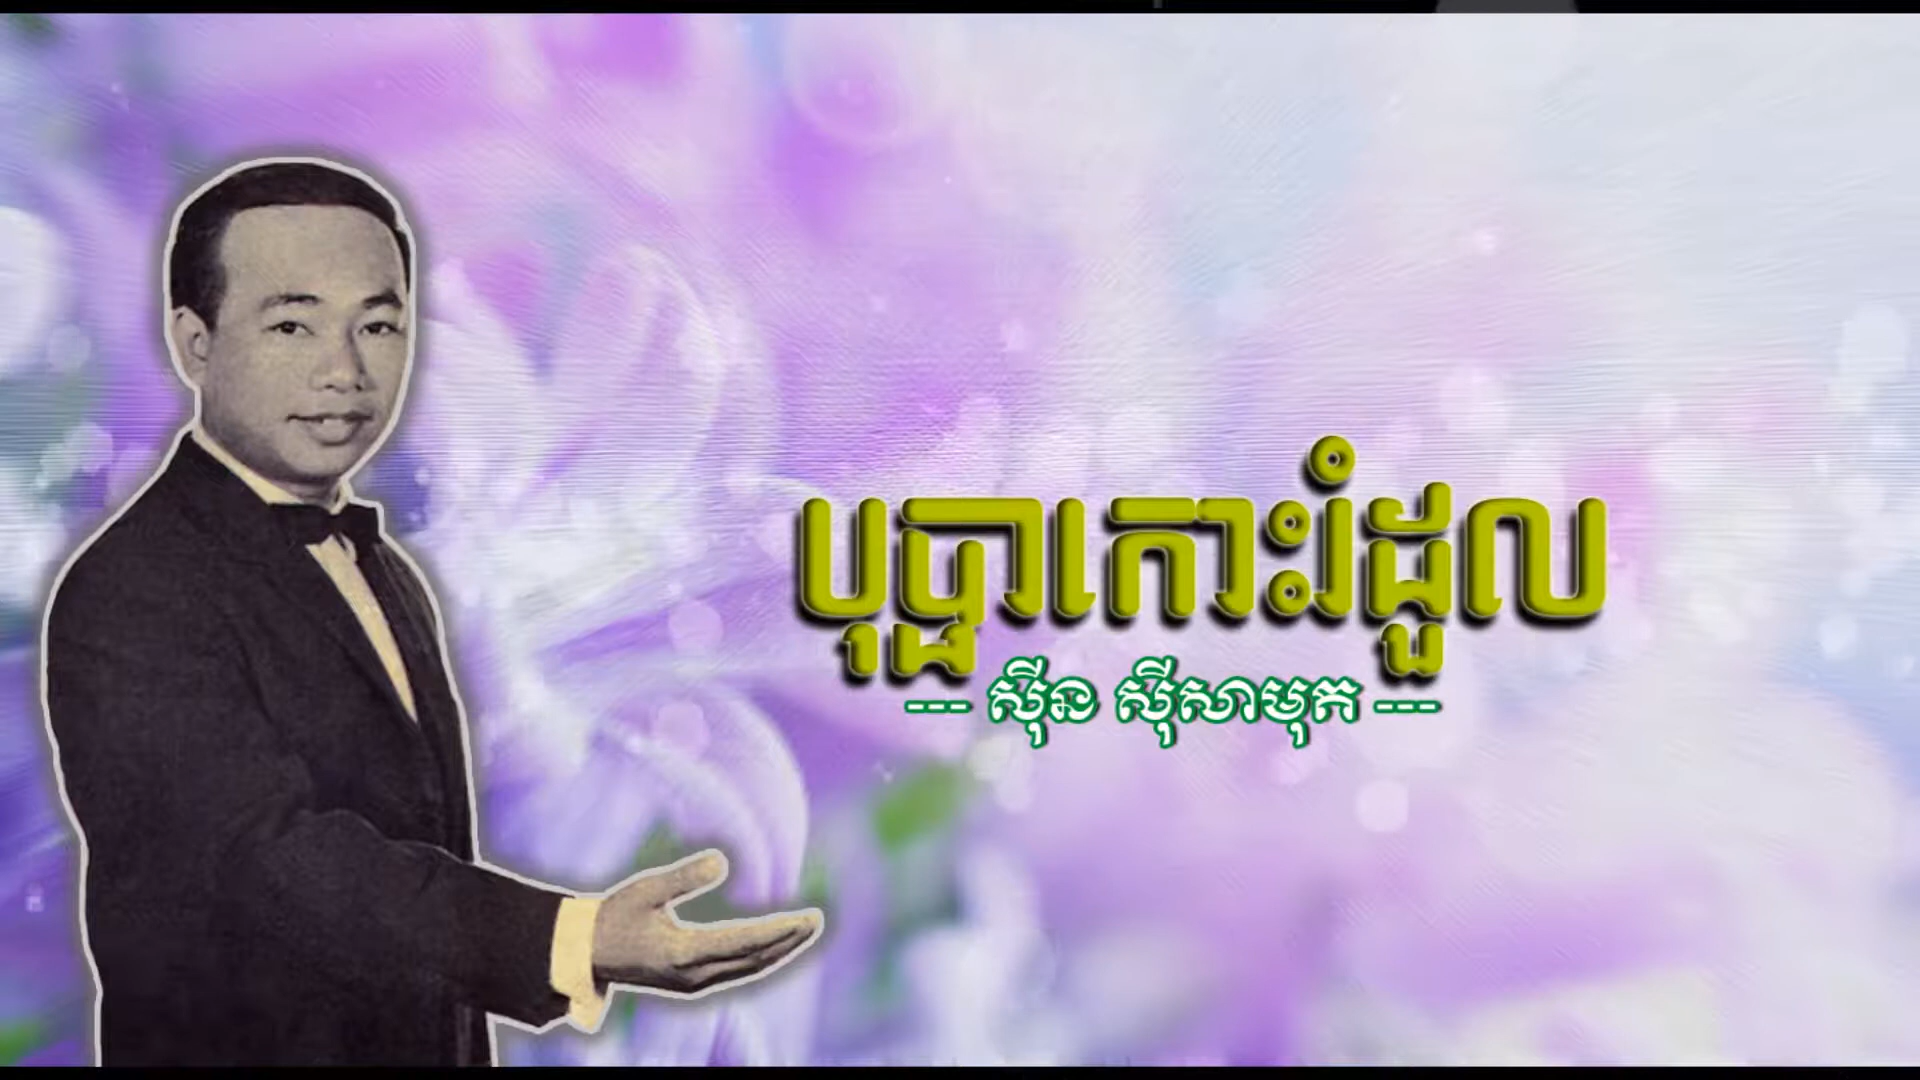 បុប្ផាកោះរំដួល
--- ស៊ីន ស៊ីសាមុត ---